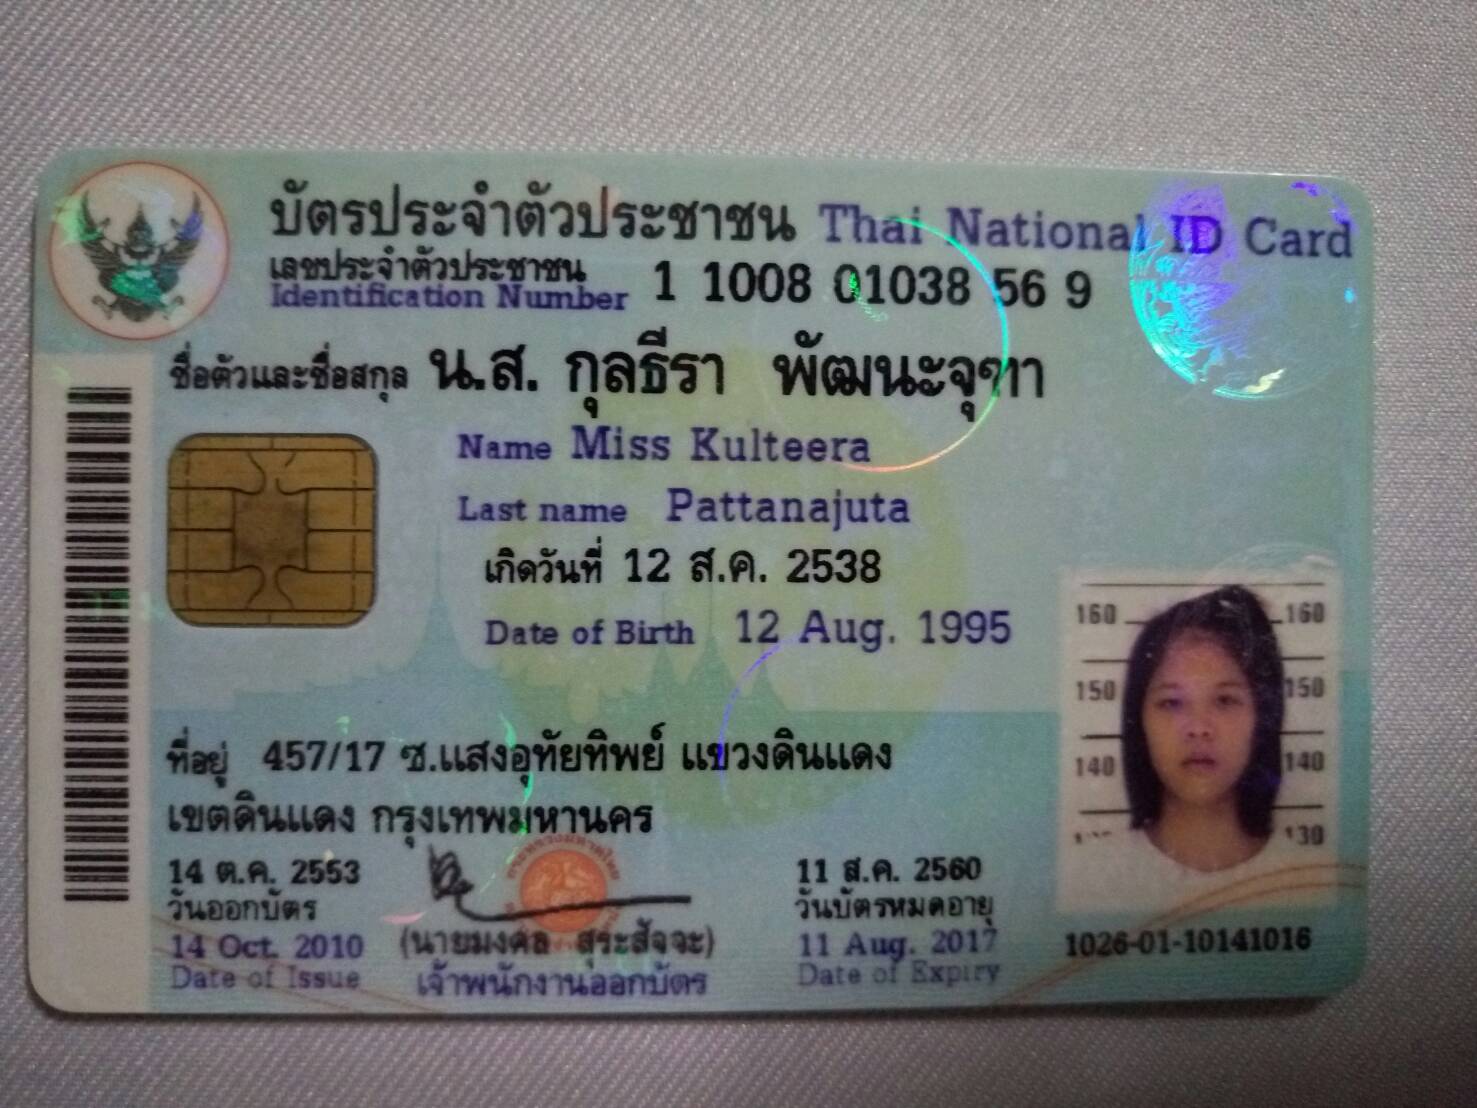 บัตรประจำตัวประชาชน Thai National ID Card
เลขประจำตัวประชาชน
Identification Number 1 1008 01038 56 9
ชื่อตัวและชื่อสกุล น.ส. กุลธีรา พัฒนะจุฑา
Name Miss Kulteera
Last name Pattanajuta
เกิดวันที่ 12 ส.ค. 2538
Date of Birth 12 Aug. 1995
ที่อยู่ 457/17 ซ.แสงอุทัยทิพย์ แขวงดินแดง
เขตดินแดง กรุงเทพมหานคร
14 ต.ค. 2553
วันออกบัตร
14 Oct. 2010
Date of Issue
(นายมงคล สุระสัจจะ)
เจ้าพนักงานออกบัตร
11 ส.ค. 2560
วันบัตรหมดอายุ
11 Aug. 2017
Date of Expiry
160 160
150 150
140 140
130
1026-01-10141016